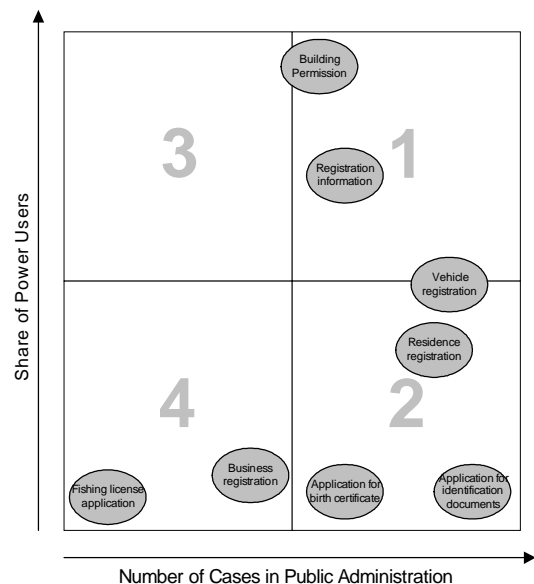 Building
Permission
3
1
Registration
information
Share of Power Users
Vehicle
registration
Residence
registration
4
2
Business
registration
Fishing license
application
Application for
birth certificate
Application for
identification
documents
Number of Cases in Public Administration